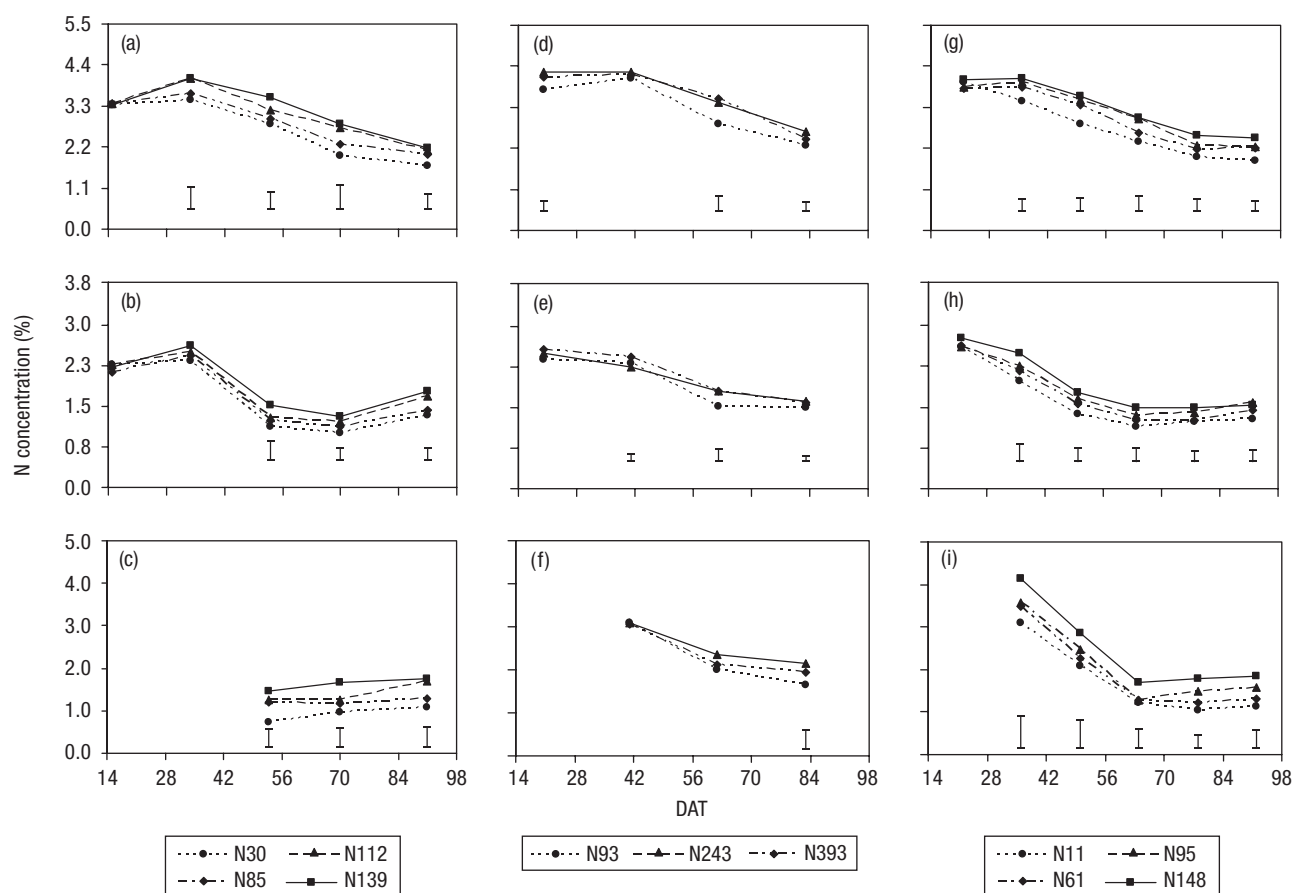 (a) (d) (g)
5.5
4.4
3.3
2.2
1.1
0.0
(b) (e) (h)
3.8
3.0
2.3
1.5
0.8
0.0
N concentration (%)
(c) (f) (i)
5.0
4.0
3.0
2.0
1.0
0.0
14 28 42 56 70 84 98 14 28 42 56 70 84 98 14 28 42 56 70 84 98
DAT
N30 N112 N93 N243 N393 N11 N95
N85 N139 N61 N148